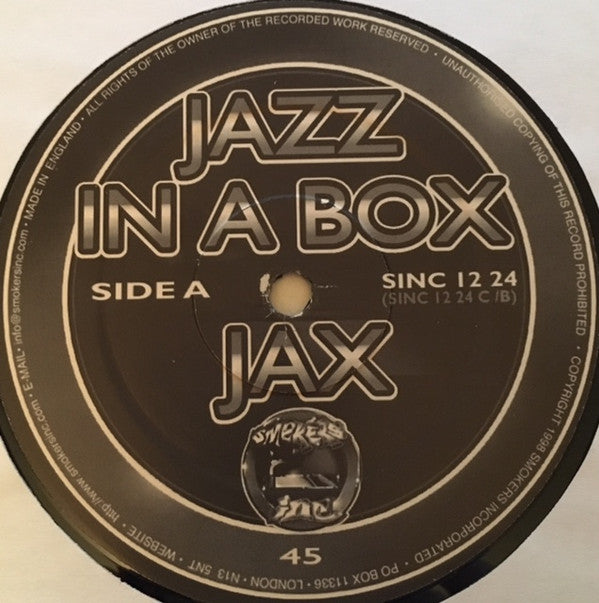 JAZZ
IN A BOX
SIDE A
SINC 12 24
(SINC 12 24 C /B)
JAX
SMOKERS
INC.
45
MADE IN ENGLAND • ALL RIGHTS OF THE OWNER OF THE RECORDED WORK RESERVED • UNAUTHORISED COPYING OF THIS RECORD PROHIBITED • COPYRIGHT 1998 SMOKERS INCORPORATED • PO BOX 11336 • LONDON • N13 5NT • WEBSITE • http://www.smokersinc.com • E-MAIL • info@smokersinc.com •